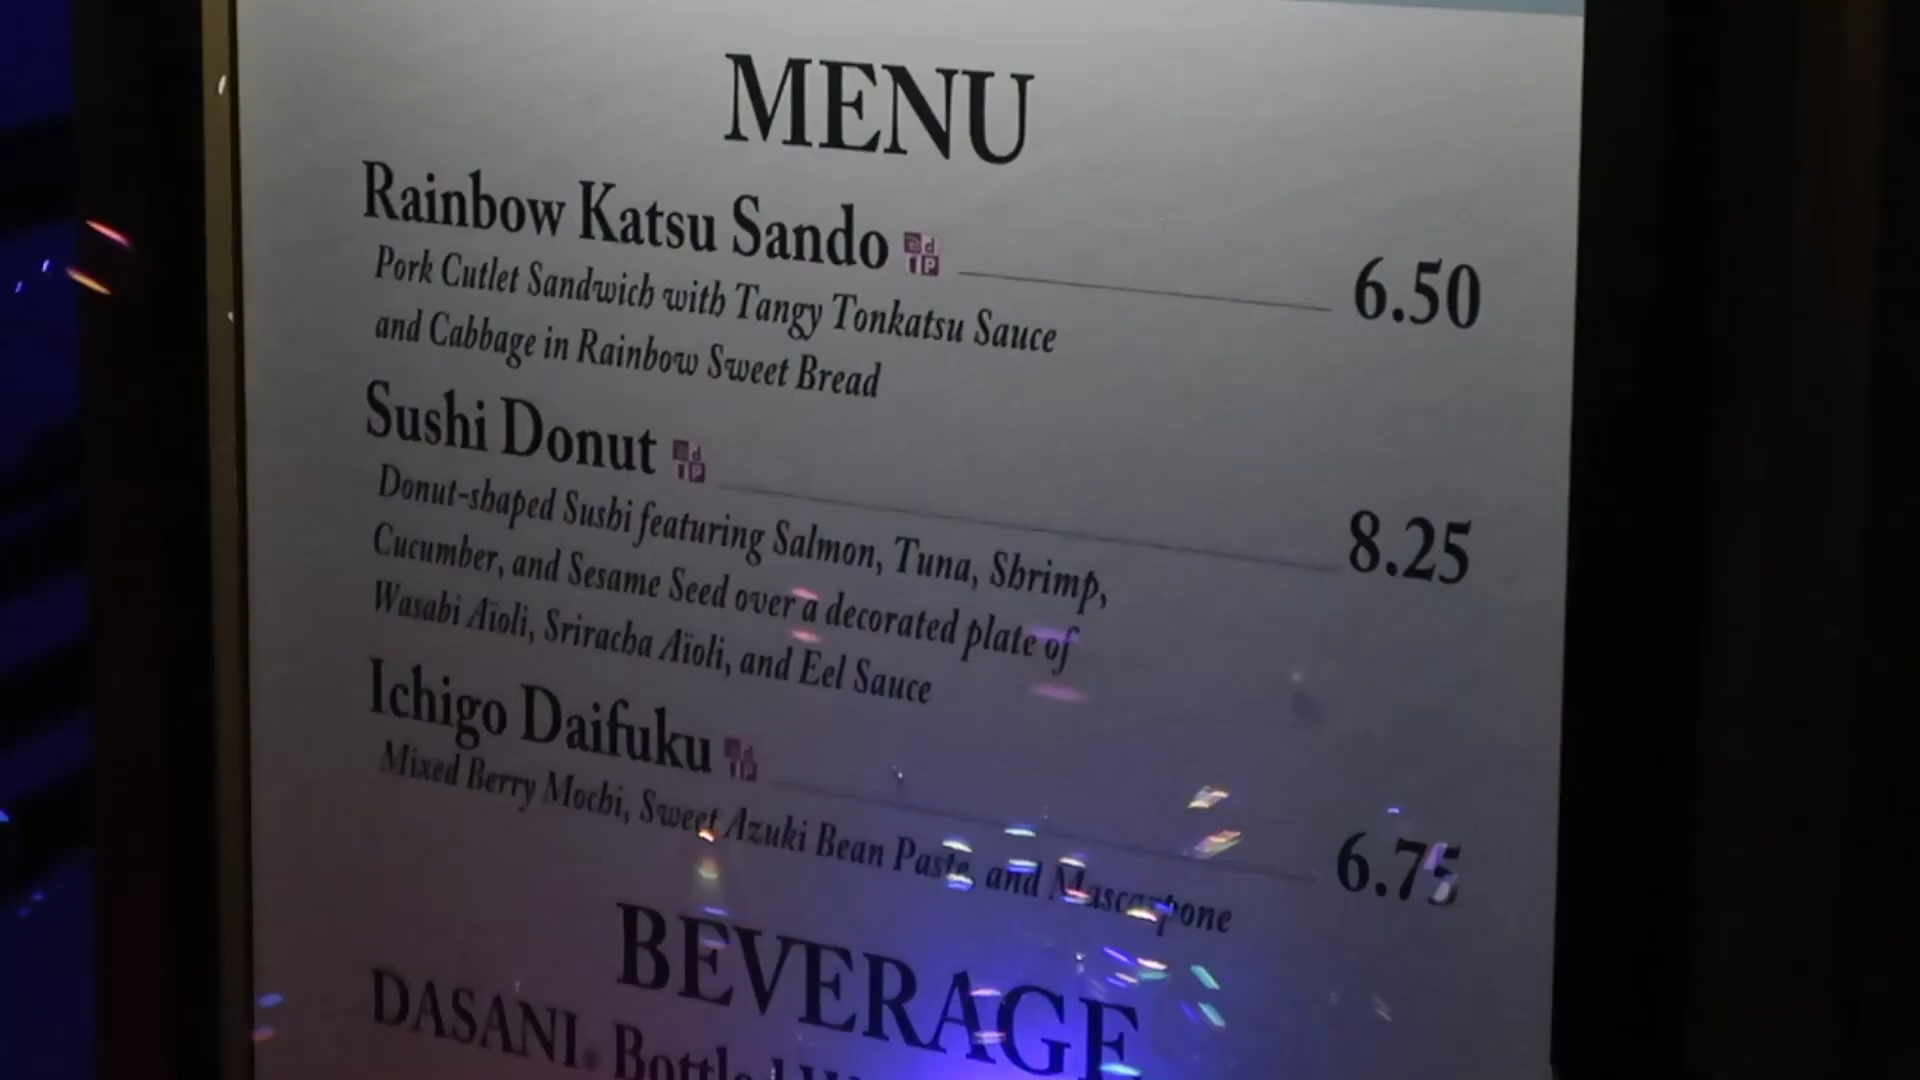 MENU
Rainbow Katsu Sando 6.50
Pork Cutlet Sandwich with Tangy Tonkatsu Sauce
and Cabbage in Rainbow Sweet Bread
Sushi Donut 8.25
Donut-shaped Sushi featuring Salmon, Tuna, Shrimp,
Cucumber, and Sesame Seed over a decorated plate of
Wasabi Aïoli, Sriracha Aïoli, and Eel Sauce
Ichigo Daifuku 6.75
Mixed Berry Mochi, Sweet Azuki Bean Paste, and Mascarpone
BEVERAGE
DASANI® Bottled